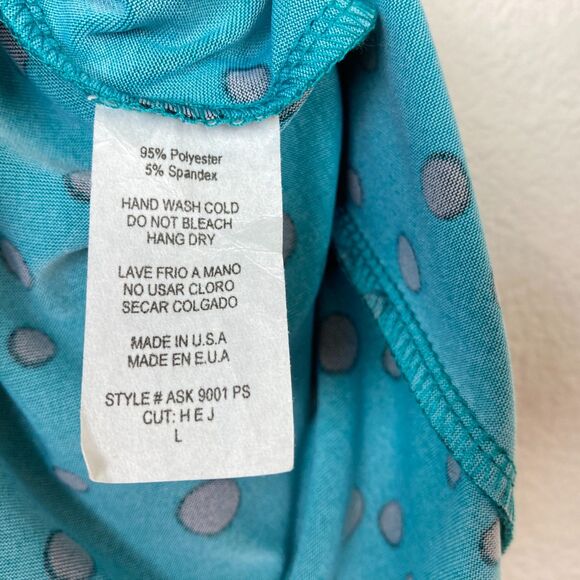 95% Polyester
5% Spandex
HAND WASH COLD
DO NOT BLEACH
HANG DRY
LAVE FRIO A MANO
NO USAR CLORO
SECAR COLGADO
MADE IN U.S.A
MADE EN E.U.A
STYLE # ASK 9001 PS
CUT: H E J
L